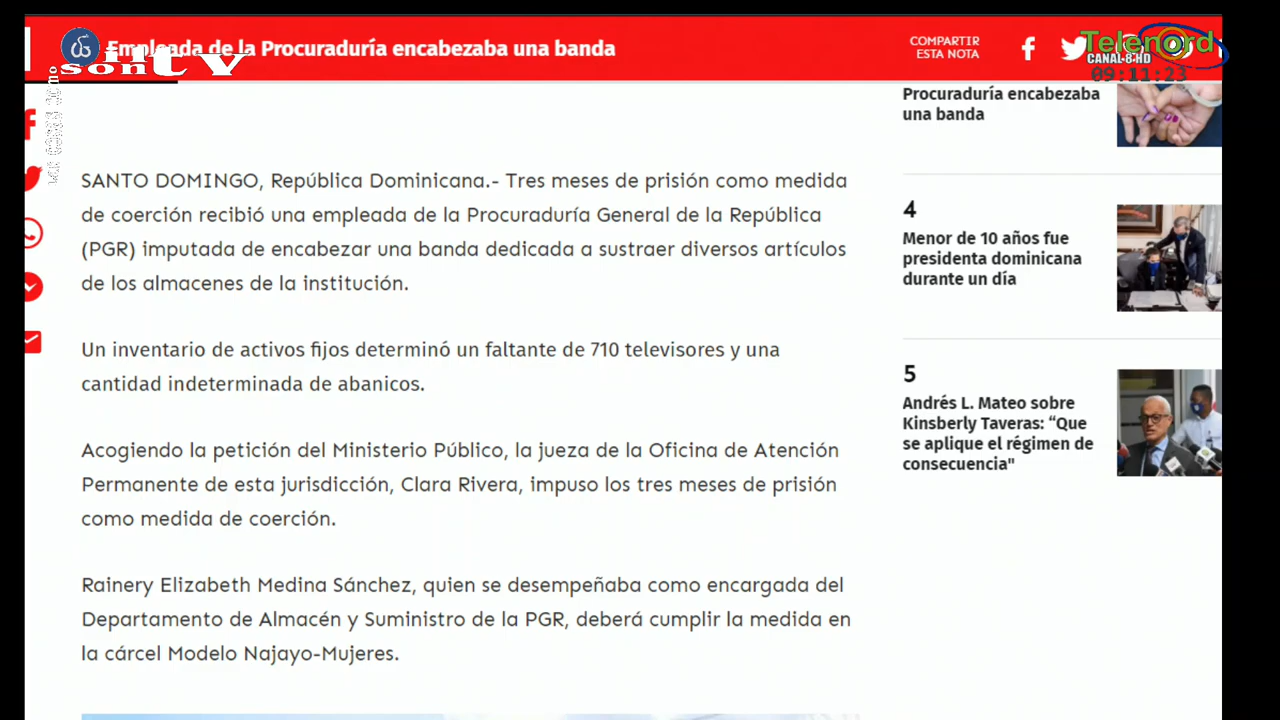 Empleada de la Procuraduría encabezaba una banda
COMPARTIR
ESTA NOTA
Telenord
CANAL 8 HD
09:11:23
son tv
Procuraduría encabezaba
una banda
SANTO DOMINGO, República Dominicana.- Tres meses de prisión como medida
de coerción recibió una empleada de la Procuraduría General de la República
(PGR) imputada de encabezar una banda dedicada a sustraer diversos artículos
de los almacenes de la institución.
Un inventario de activos fijos determinó un faltante de 710 televisores y una
cantidad indeterminada de abanicos.
Acogiendo la petición del Ministerio Público, la jueza de la Oficina de Atención
Permanente de esta jurisdicción, Clara Rivera, impuso los tres meses de prisión
como medida de coerción.
Rainery Elizabeth Medina Sánchez, quien se desempeñaba como encargada del
Departamento de Almacén y Suministro de la PGR, deberá cumplir la medida en
la cárcel Modelo Najayo-Mujeres.
4
Menor de 10 años fue
presidenta dominicana
durante un día
5
Andrés L. Mateo sobre
Kinsberly Taveras: “Que
se aplique el régimen de
consecuencia"